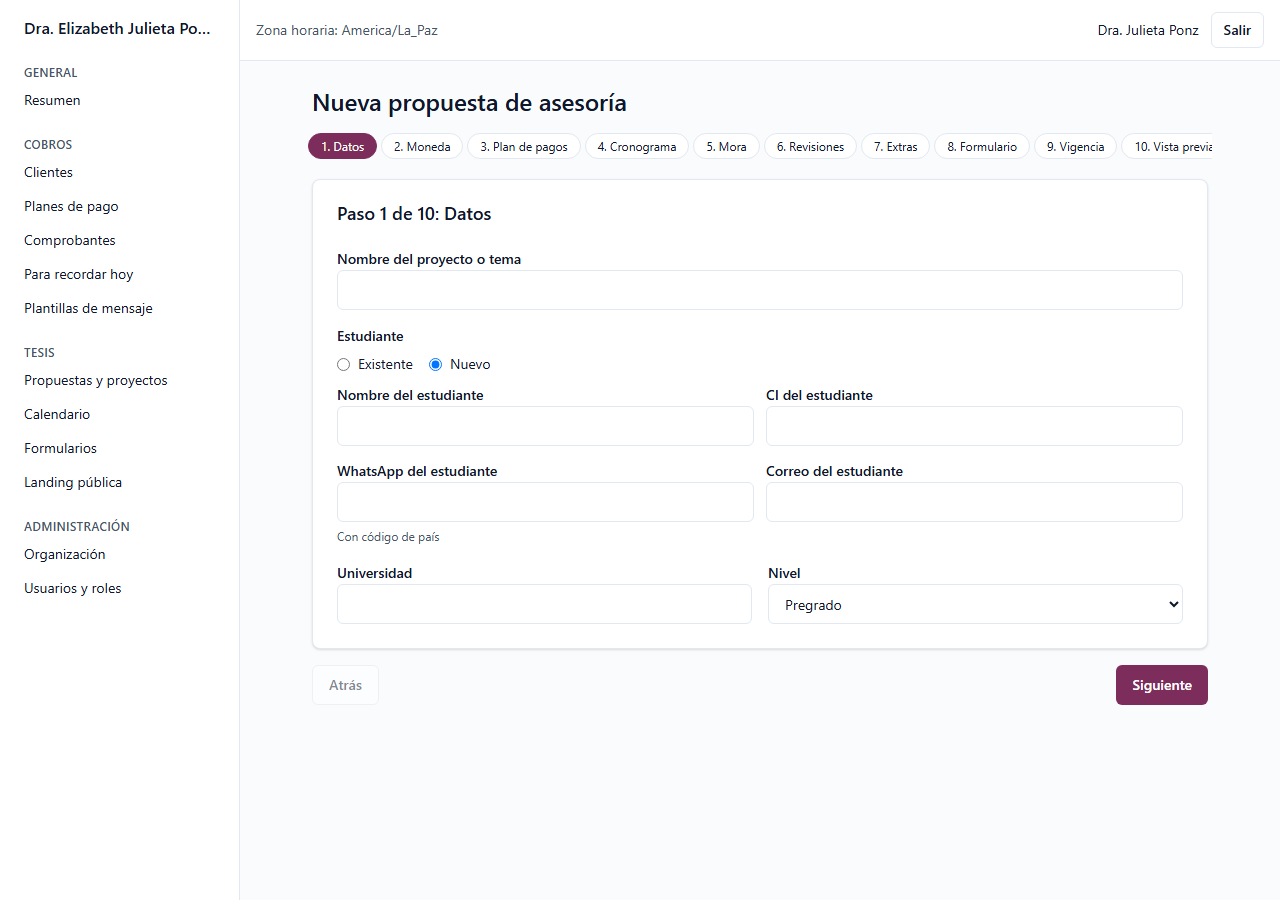 Dra. Elizabeth Julieta Po...
Zona horaria: America/La_Paz
Dra. Julieta Ponz
Salir
GENERAL
Resumen
COBROS
Clientes
Planes de pago
Comprobantes
Para recordar hoy
Plantillas de mensaje
TESIS
Propuestas y proyectos
Calendario
Formularios
Landing pública
ADMINISTRACIÓN
Organización
Usuarios y roles
Nueva propuesta de asesoría
1. Datos
2. Moneda
3. Plan de pagos
4. Cronograma
5. Mora
6. Revisiones
7. Extras
8. Formulario
9. Vigencia
10. Vista previa
Paso 1 de 10: Datos
Nombre del proyecto o tema
Estudiante
Existente
Nuevo
Nombre del estudiante
CI del estudiante
WhatsApp del estudiante
Correo del estudiante
Con código de país
Universidad
Nivel
Pregrado
Atrás
Siguiente